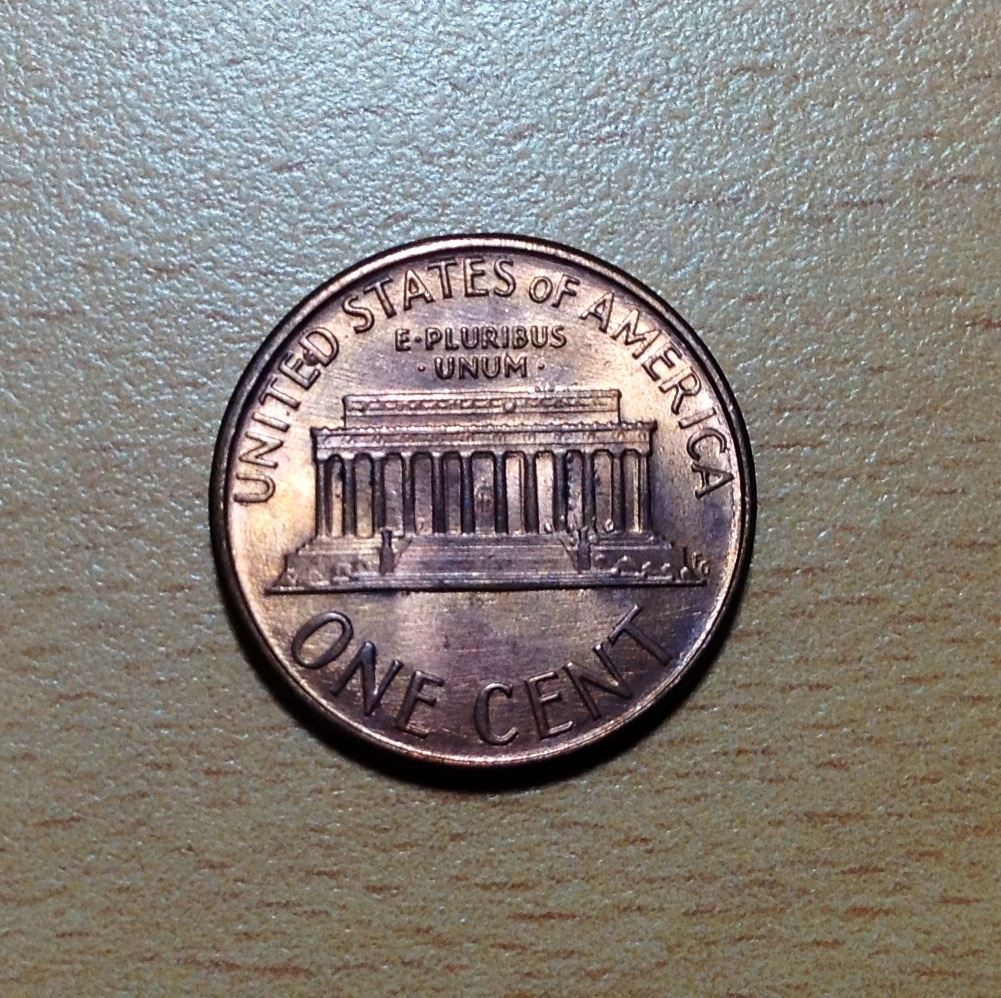 UNITED STATES OF AMERICA
E·PLURIBUS
·UNUM·
ONE CENT